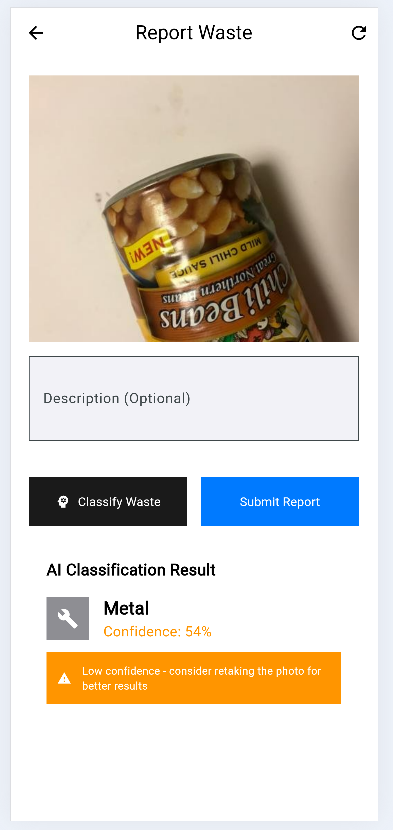 Report Waste
NEW!
MILD CHILI SAUCE
Great Northern Beans
Chili Beans
Description (Optional)
Classify Waste
Submit Report
AI Classification Result
Metal
Confidence: 54%
Low confidence - consider retaking the photo for
better results